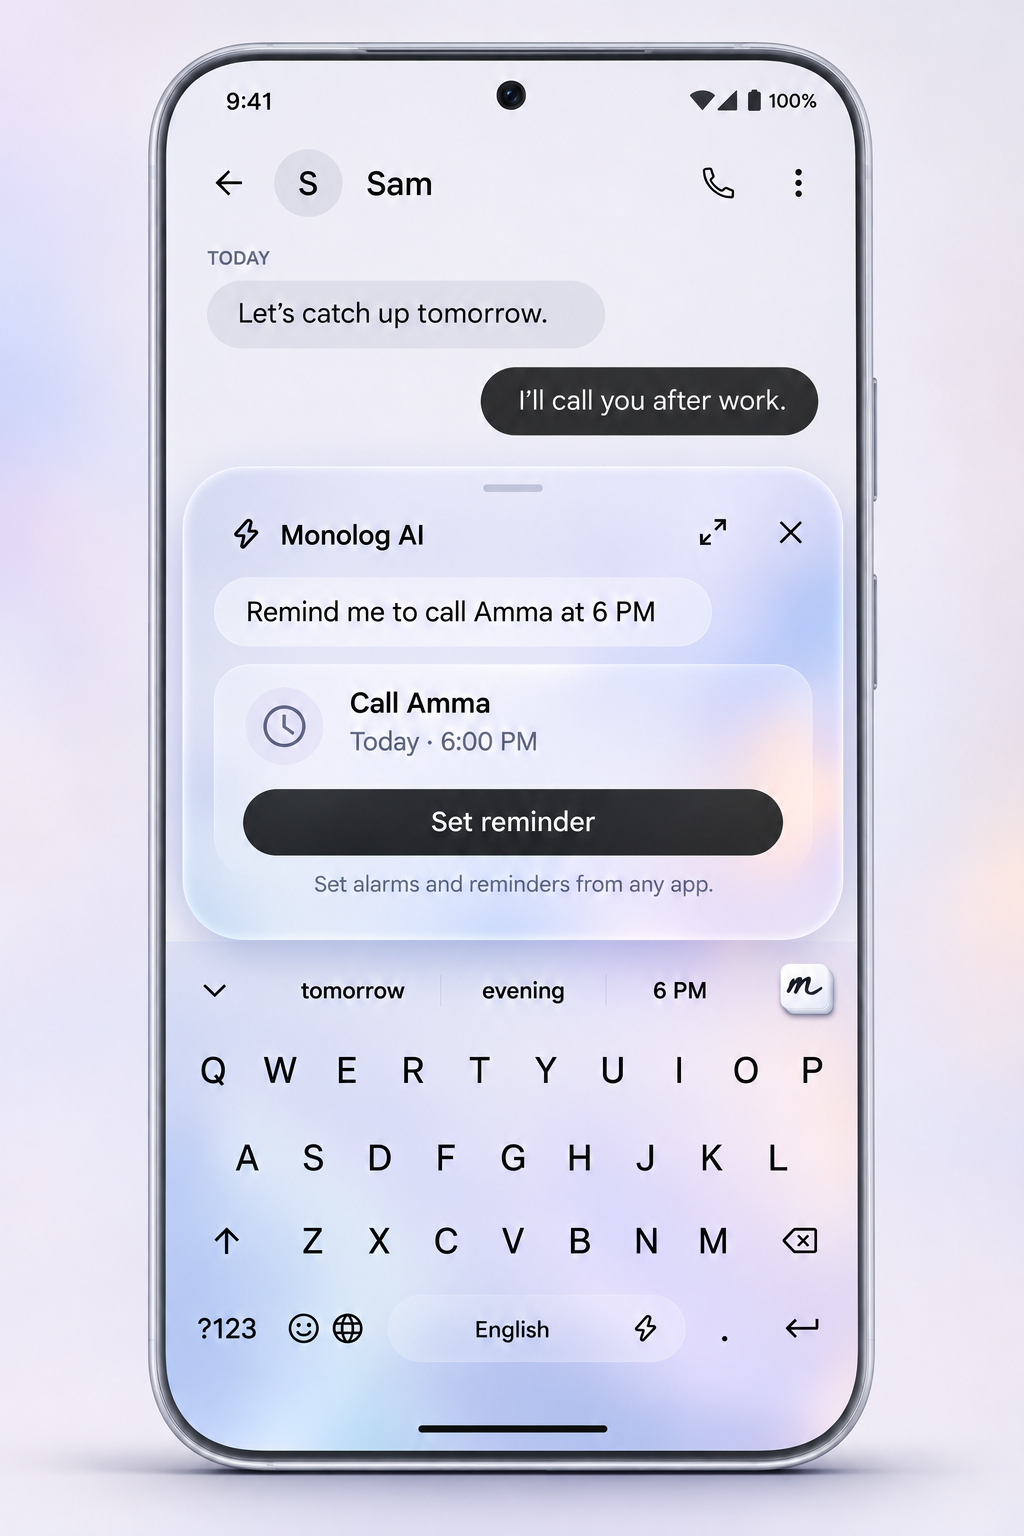 9:41
100%
S
Sam
TODAY
Let’s catch up tomorrow.
I’ll call you after work.
Monolog AI
Remind me to call Amma at 6 PM
Call Amma
Today · 6:00 PM
Set reminder
Set alarms and reminders from any app.
tomorrow evening 6 PM m
Q W E R T Y U I O P
A S D F G H J K L
Z X C V B N M
?123 English .